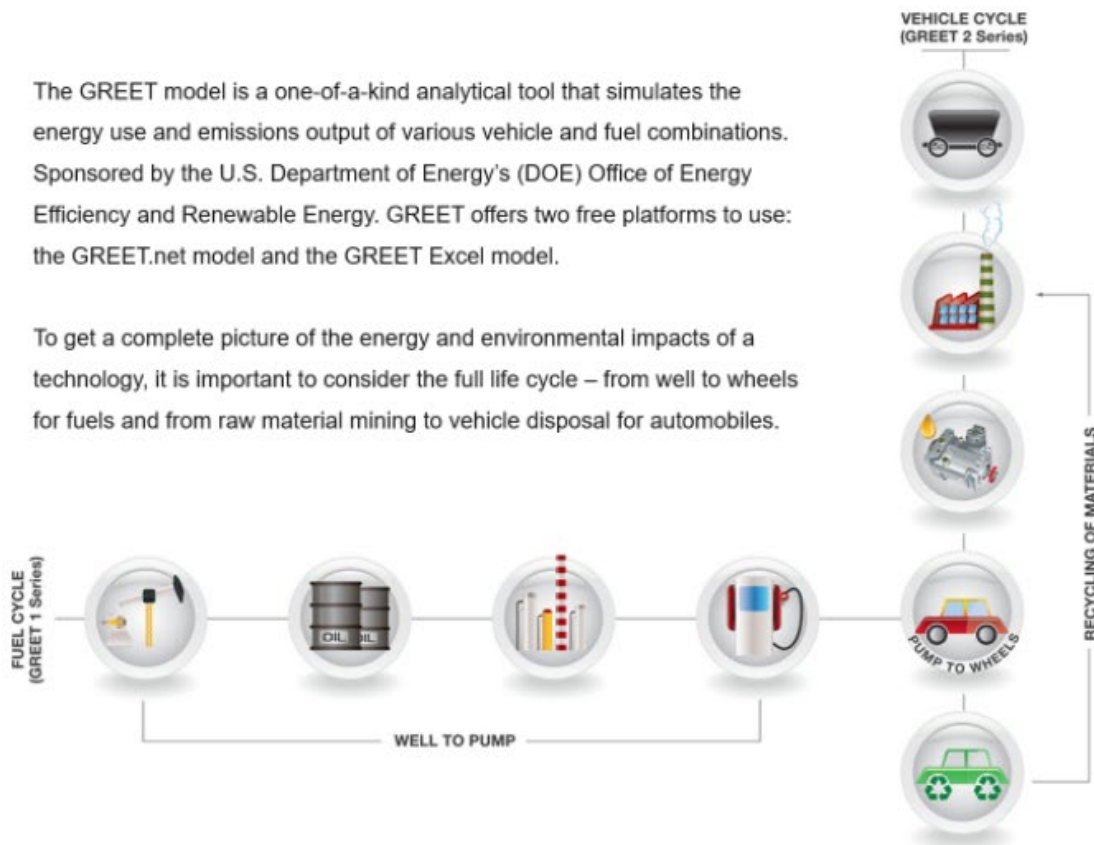 VEHICLE CYCLE
(GREET 2 Series)
The GREET model is a one-of-a-kind analytical tool that simulates the
energy use and emissions output of various vehicle and fuel combinations.
Sponsored by the U.S. Department of Energy's (DOE) Office of Energy
Efficiency and Renewable Energy. GREET offers two free platforms to use:
the GREET.net model and the GREET Excel model.
To get a complete picture of the energy and environmental impacts of a
technology, it is important to consider the full life cycle – from well to wheels
for fuels and from raw material mining to vehicle disposal for automobiles.
RECYCLING OF MATERIALS
FUEL CYCLE
(GREET 1 Series)
OIL
OIL
PUMP TO WHEELS
WELL TO PUMP